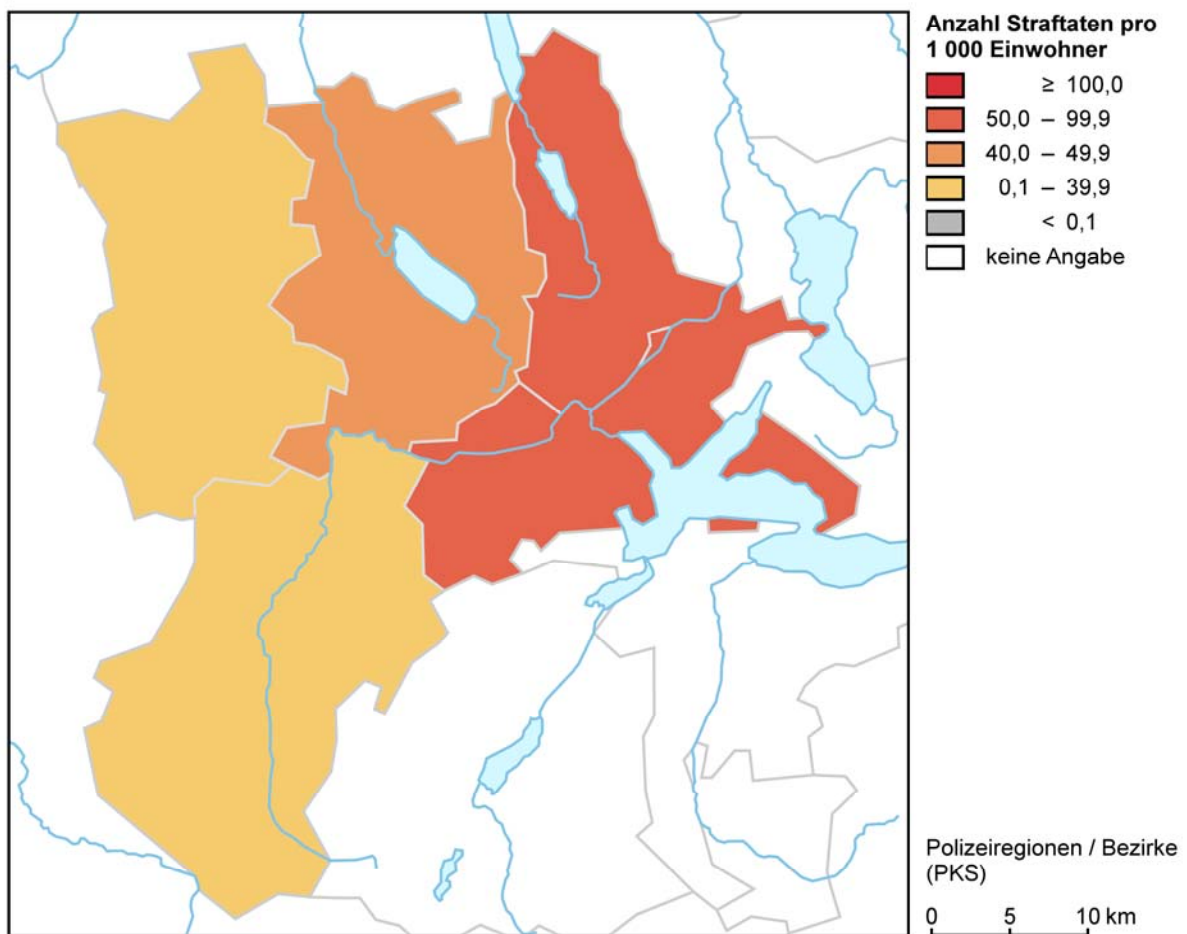 Anzahl Straftaten pro
1 000 Einwohner
≥ 100,0
50,0 – 99,9
40,0 – 49,9
0,1 – 39,9
< 0,1
keine Angabe
Polizeiregionen / Bezirke
(PKS)
0 5 10 km